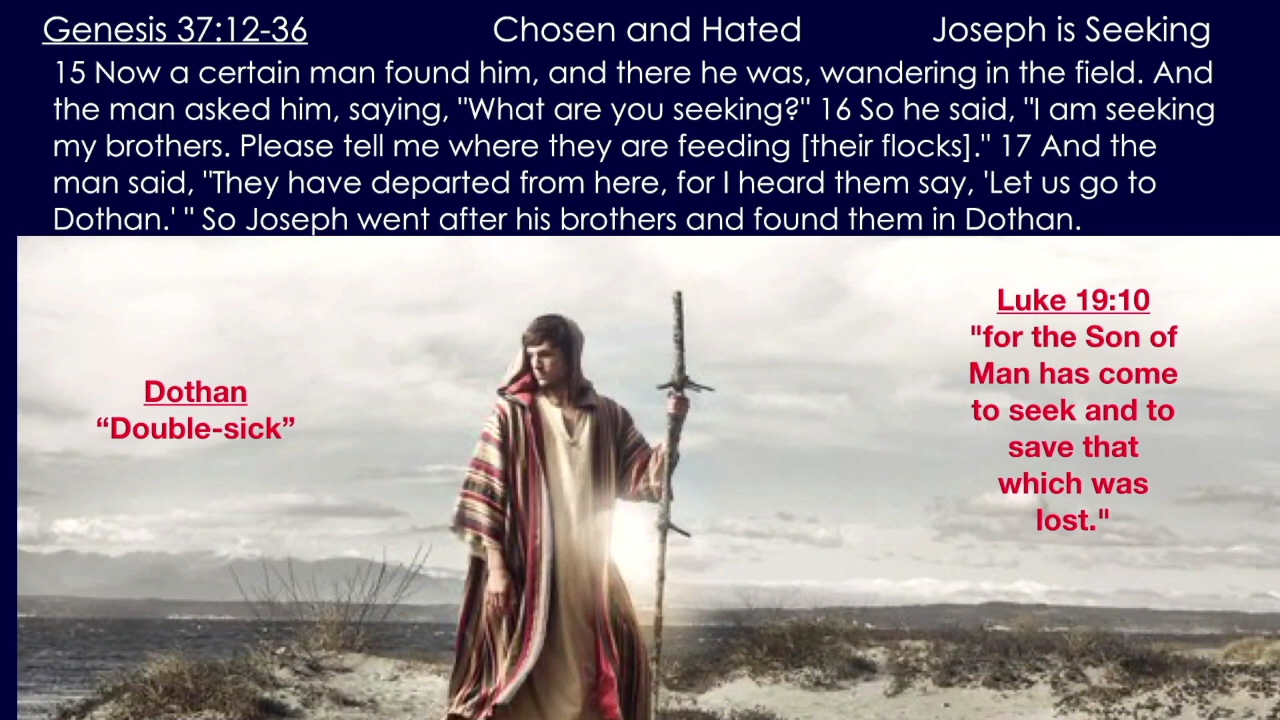 Genesis 37:12-36 Chosen and Hated Joseph is Seeking
15 Now a certain man found him, and there he was, wandering in the field. And
the man asked him, saying, "What are you seeking?" 16 So he said, "I am seeking
my brothers. Please tell me where they are feeding [their flocks]." 17 And the
man said, "They have departed from here, for I heard them say, 'Let us go to
Dothan.' " So Joseph went after his brothers and found them in Dothan.
Dothan
“Double-sick”
Luke 19:10
"for the Son of
Man has come
to seek and to
save that
which was
lost."